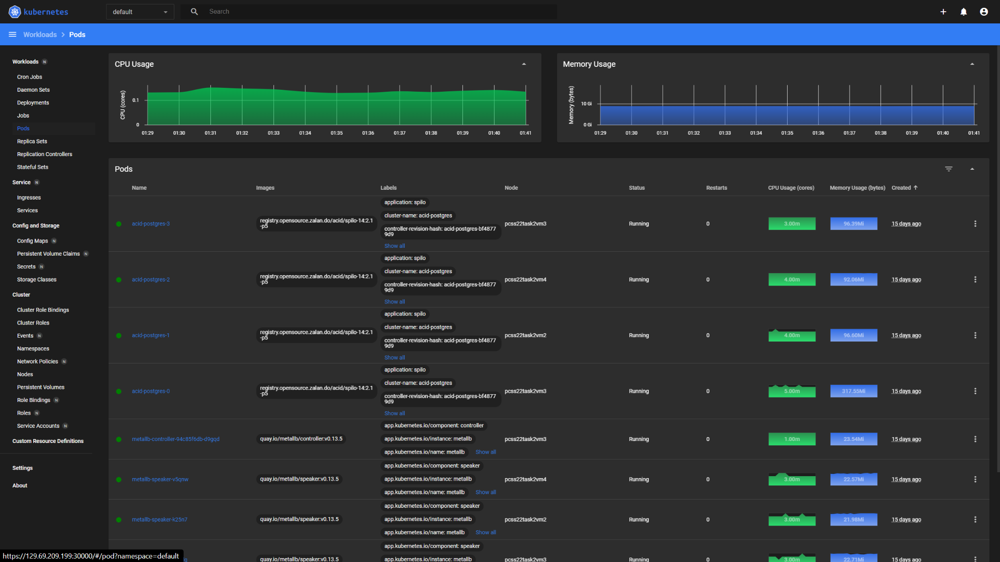 kubernetes
default
Search
Workloads
Pods
Workloads N
Cron Jobs
Daemon Sets
Deployments
Jobs
Pods
Replica Sets
Replication Controllers
Stateful Sets
Service N
Ingresses
Services
Config and Storage
Config Maps N
Persistent Volume Claims N
Secrets N
Storage Classes
Cluster
Cluster Role Bindings
Cluster Roles
Events N
Namespaces
Network Policies N
Nodes
Persistent Volumes
Role Bindings N
Roles N
Service Accounts N
Custom Resource Definitions
Settings
About
CPU Usage
CPU (cores)
0.1
0
01:29 01:30 01:31 01:32 01:33 01:34 01:35 01:36 01:37 01:38 01:39 01:40 01:41
Memory Usage
Memory (bytes)
10 Gi
0 Gi
01:29 01:30 01:31 01:32 01:33 01:34 01:35 01:36 01:37 01:38 01:39 01:40 01:41
Pods
Name Images Labels Node Status Restarts CPU Usage (cores) Memory Usage (bytes) Created
acid-postgres-3
registry.opensource.zalan.do/acid/spilo-14:2.1
-p5
application: spilo
cluster-name: acid-postgres
controller-revision-hash: acid-postgres-bf4877
9d9
Show all
pcss22task2vm3 Running 0 3.00m 96.39Mi 15 days ago
acid-postgres-2
registry.opensource.zalan.do/acid/spilo-14:2.1
-p5
application: spilo
cluster-name: acid-postgres
controller-revision-hash: acid-postgres-bf4877
9d9
Show all
pcss22task2vm4 Running 0 4.00m 92.06Mi 15 days ago
acid-postgres-1
registry.opensource.zalan.do/acid/spilo-14:2.1
-p5
application: spilo
cluster-name: acid-postgres
controller-revision-hash: acid-postgres-bf4877
9d9
Show all
pcss22task2vm2 Running 0 4.00m 96.60Mi 15 days ago
acid-postgres-0
registry.opensource.zalan.do/acid/spilo-14:2.1
-p5
application: spilo
cluster-name: acid-postgres
controller-revision-hash: acid-postgres-bf4877
9d9
Show all
pcss22task2vm3 Running 0 5.00m 317.55Mi 15 days ago
metallb-controller-94c85f6db-d9gqd
quay.io/metallb/controller:v0.13.5
app.kubernetes.io/component: controller
app.kubernetes.io/instance: metallb
app.kubernetes.io/name: metallb Show all
pcss22task2vm3 Running 0 1.00m 23.54Mi 15 days ago
metallb-speaker-v5qnw
quay.io/metallb/speaker:v0.13.5
app.kubernetes.io/component: speaker
app.kubernetes.io/instance: metallb
app.kubernetes.io/name: metallb Show all
pcss22task2vm4 Running 0 3.00m 22.57Mi 15 days ago
metallb-speaker-k25n7
quay.io/metallb/speaker:v0.13.5
app.kubernetes.io/component: speaker
app.kubernetes.io/instance: metallb
app.kubernetes.io/name: metallb Show all
pcss22task2vm2 Running 0 3.00m 21.98Mi 15 days ago
quay.io/metallb/speaker:v0.13.5
app.kubernetes.io/component: speaker
app.kubernetes.io/instance: metallb
pcss22task2vm3 Running 0 3.00m 22.71Mi 15 days ago
https://129.69.209.199:30000/#/pod?namespace=default